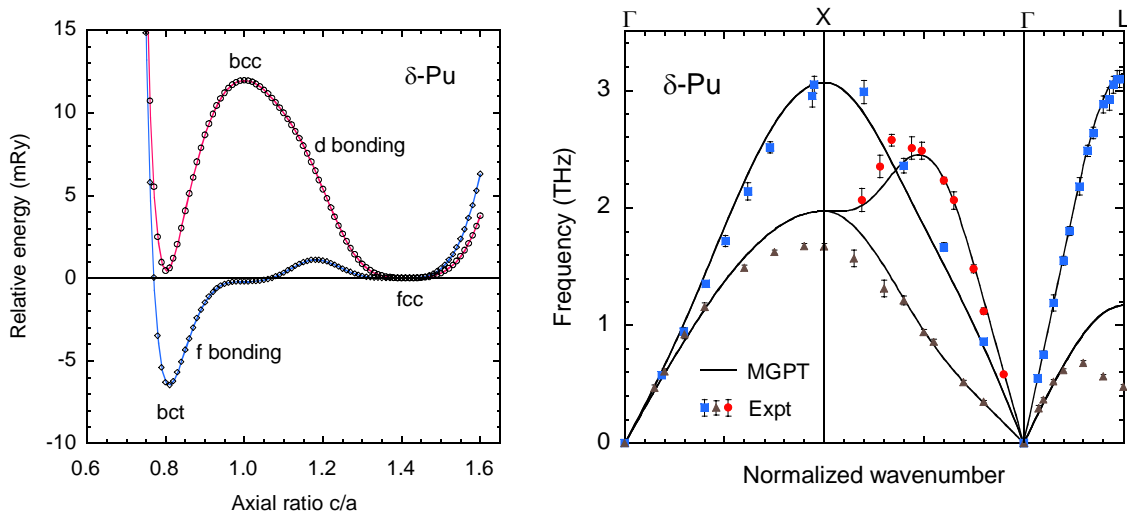 15
10
5
0
-5
-10
0.6
0.8
1.0
1.2
1.4
1.6
Relative energy (mRy)
Axial ratio c/a
δ-Pu
bcc
d bonding
fcc
f bonding
bct
Γ
X
Γ
L
3
2
1
0
Frequency (THz)
Normalized wavenumber
δ-Pu
MGPT
Expt